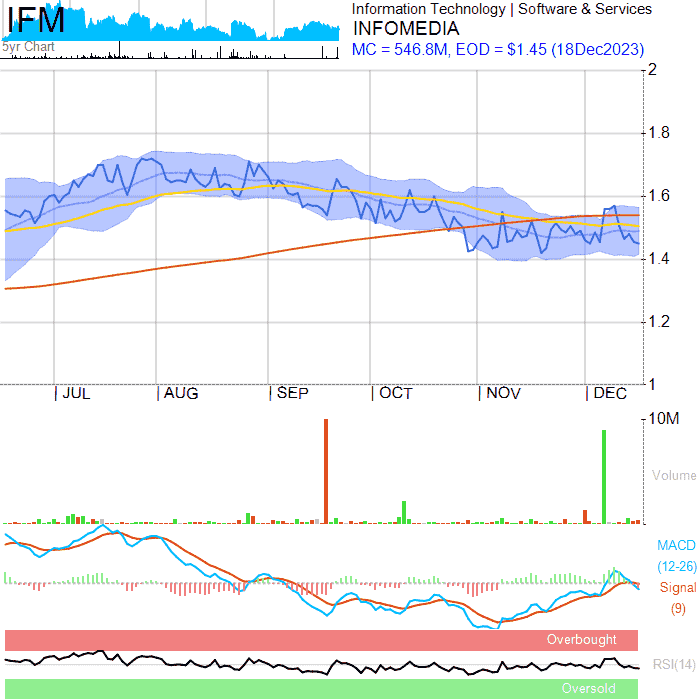 IFM
5yr Chart
Information Technology | Software & Services
INFOMEDIA
MC = 546.8M, EOD = $1.45 (18Dec2023)
2
1.8
1.6
1.4
1.2
1
JUL
AUG
SEP
OCT
NOV
DEC
10M
Volume
MACD
(12-26)
Signal
(9)
Overbought
RSI(14)
Oversold